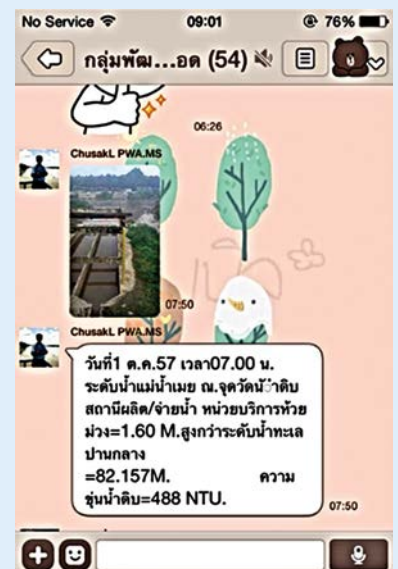 No Service 09:01 76%
กลุ่มพัฒ...อด (54)
06:26
ChusakL PWA.MS
07:50
ChusakL PWA.MS
วันที่1 ต.ค.57 เวลา07.00 น.
ระดับน้ำแม่น้ำเมย ณ.จุดวัดน้ำดิบ
สถานีผลิต/จ่ายน้ำ หน่วยบริการห้วย
ม่วง=1.60 M.สูงกว่าระดับน้ำทะเล
ปานกลาง
=82.157M. ความ
ขุ่นน้ำดิบ=488 NTU.
07:50